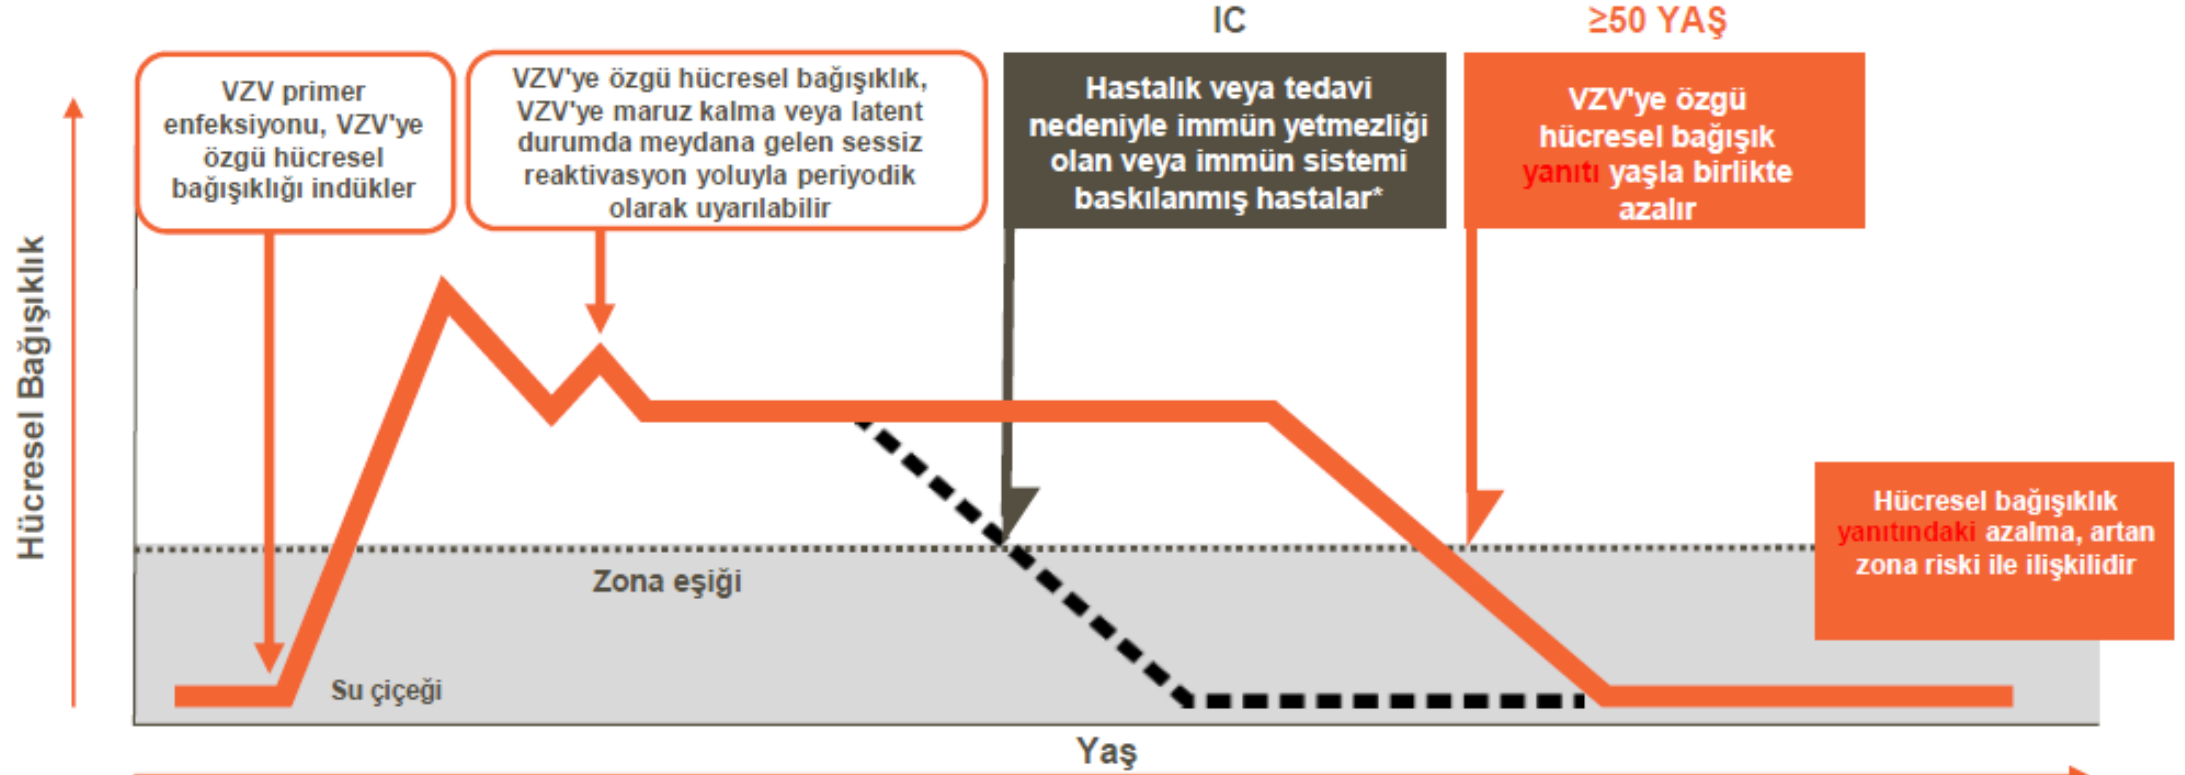 IC
≥50 YAŞ
VZV primer
enfeksiyonu, VZV'ye
özgü hücresel
bağışıklığı indükler
VZV'ye özgü hücresel bağışıklık,
VZV'ye maruz kalma veya latent
durumda meydana gelen sessiz
reaktivasyon yoluyla periyodik
olarak uyarılabilir
Hastalık veya tedavi
nedeniyle immün yetmezliği
olan veya immün sistemi
baskılanmış hastalar*
VZV'ye özgü
hücresel bağışık
yanıtı yaşla birlikte
azalır
Hücresel Bağışıklık
Hücresel bağışıklık
yanıtındaki azalma, artan
zona riski ile ilişkilidir
Zona eşiği
Su çiçeği
Yaş